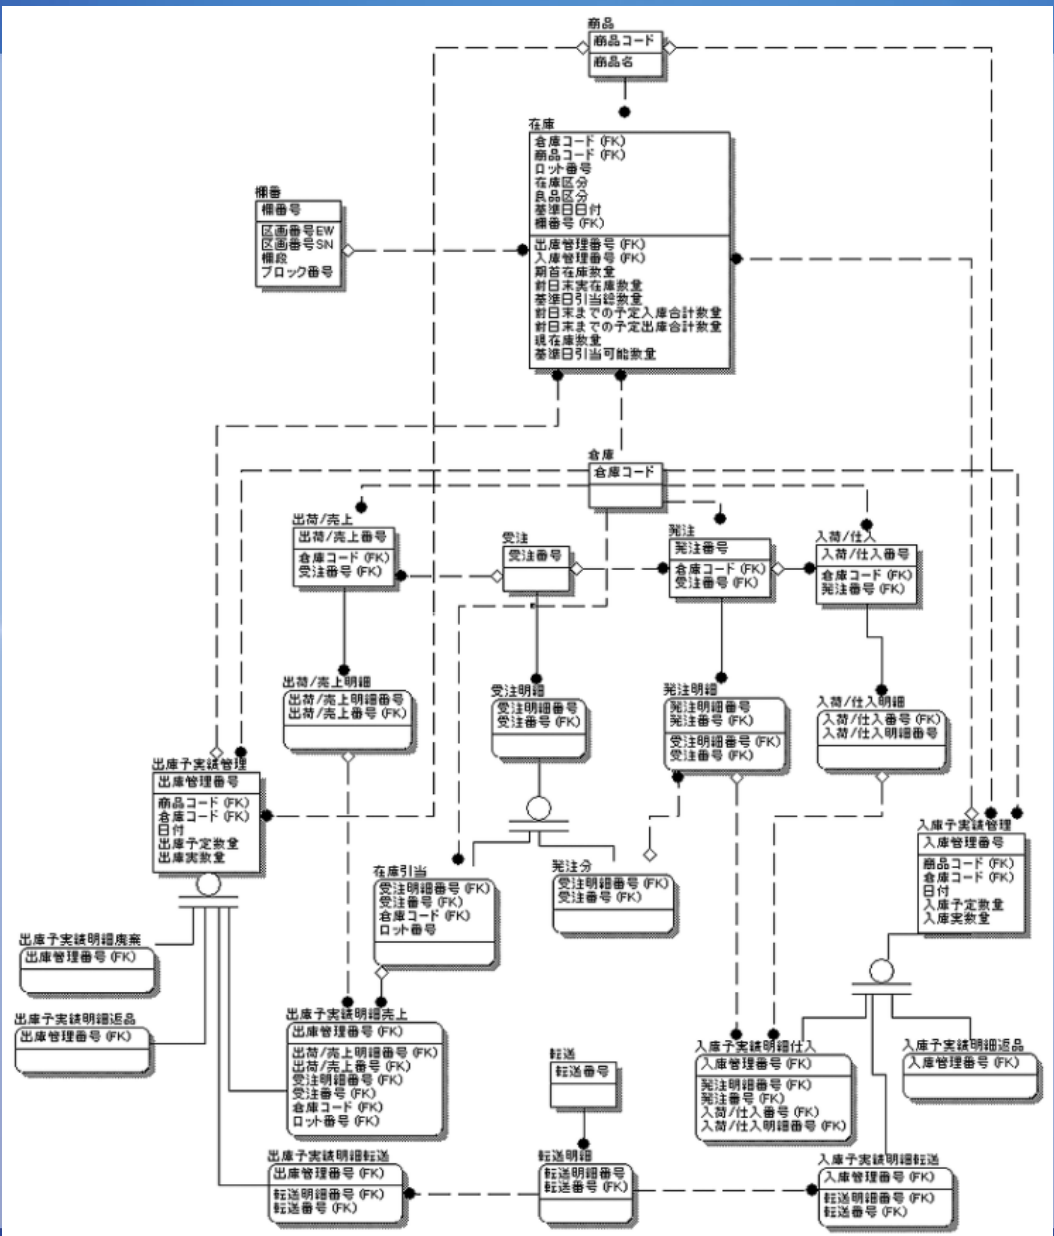 商品
商品コード
商品名
在庫
倉庫コード (FK)
商品コード (FK)
ロット番号
在庫区分
良品区分
基準日日付
棚番号 (FK)
出庫管理番号 (FK)
入庫管理番号 (FK)
期首在庫数量
前日末実在庫数量
基準日引当総数量
前日末までの予定入庫合計数量
前日末までの予定出庫合計数量
現在庫数量
基準日引当可能数量
棚番
棚番号
区画番号EW
区画番号SN
棚段
ブロック番号
倉庫
倉庫コード
出荷/売上
出荷/売上番号
倉庫コード (FK)
受注番号 (FK)
受注
受注番号
発注
発注番号
倉庫コード (FK)
受注番号 (FK)
入荷/仕入
入荷/仕入番号
倉庫コード (FK)
発注番号 (FK)
出荷/売上明細
出荷/売上明細番号
出荷/売上番号 (FK)
受注明細
受注明細番号
受注番号 (FK)
発注明細
発注明細番号
発注番号 (FK)
受注明細番号 (FK)
受注番号 (FK)
入荷/仕入明細
入荷/仕入番号 (FK)
入荷/仕入明細番号
出庫予実績管理
出庫管理番号
商品コード (FK)
倉庫コード (FK)
日付
出庫予定数量
出庫実数量
在庫引当
受注明細番号 (FK)
受注番号 (FK)
倉庫コード (FK)
ロット番号
発注分
受注明細番号 (FK)
受注番号 (FK)
入庫予実績管理
入庫管理番号
商品コード (FK)
倉庫コード (FK)
日付
入庫予定数量
入庫実数量
出庫予実績明細廃棄
出庫管理番号 (FK)
出庫予実績明細返品
出庫管理番号 (FK)
出庫予実績明細売上
出庫管理番号 (FK)
出荷/売上明細番号 (FK)
出荷/売上番号 (FK)
受注明細番号 (FK)
受注番号 (FK)
倉庫コード (FK)
ロット番号 (FK)
転送
転送番号
入庫予実績明細仕入
入庫管理番号 (FK)
発注明細番号 (FK)
発注番号 (FK)
入荷/仕入番号 (FK)
入荷/仕入明細番号 (FK)
入庫予実績明細返品
入庫管理番号 (FK)
出庫予実績明細転送
出庫管理番号 (FK)
転送明細番号 (FK)
転送番号 (FK)
転送明細
転送明細番号
転送番号 (FK)
入庫予実績明細転送
入庫管理番号 (FK)
転送明細番号 (FK)
転送番号 (FK)